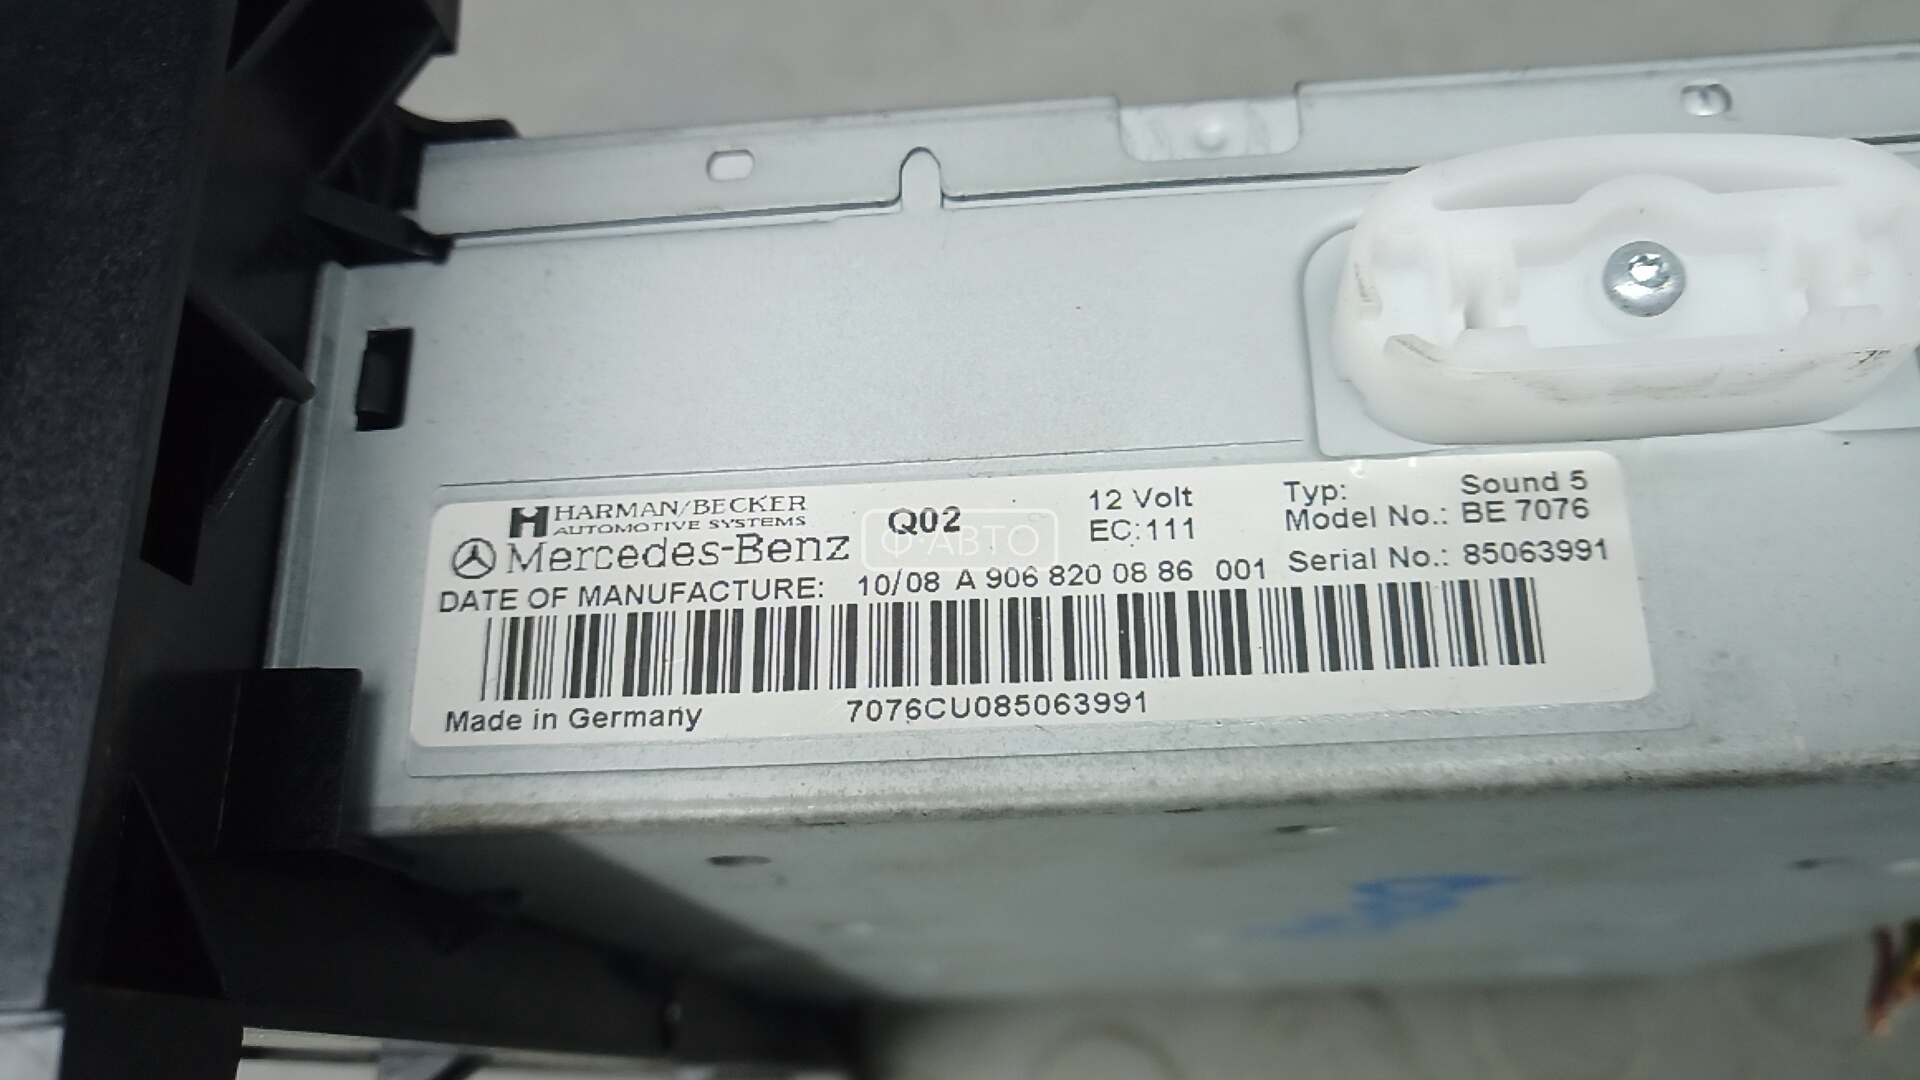 HARMAN/BECKER
AUTOMOTIVE SYSTEMS
Mercedes-Benz
Q02
12 Volt
EC:111
Typ: Sound 5
Model No.: BE 7076
DATE OF MANUFACTURE: 10/08 A 906 820 08 86 001 Serial No.: 85063991
Made in Germany 7076CU085063991
Ф·АВТО